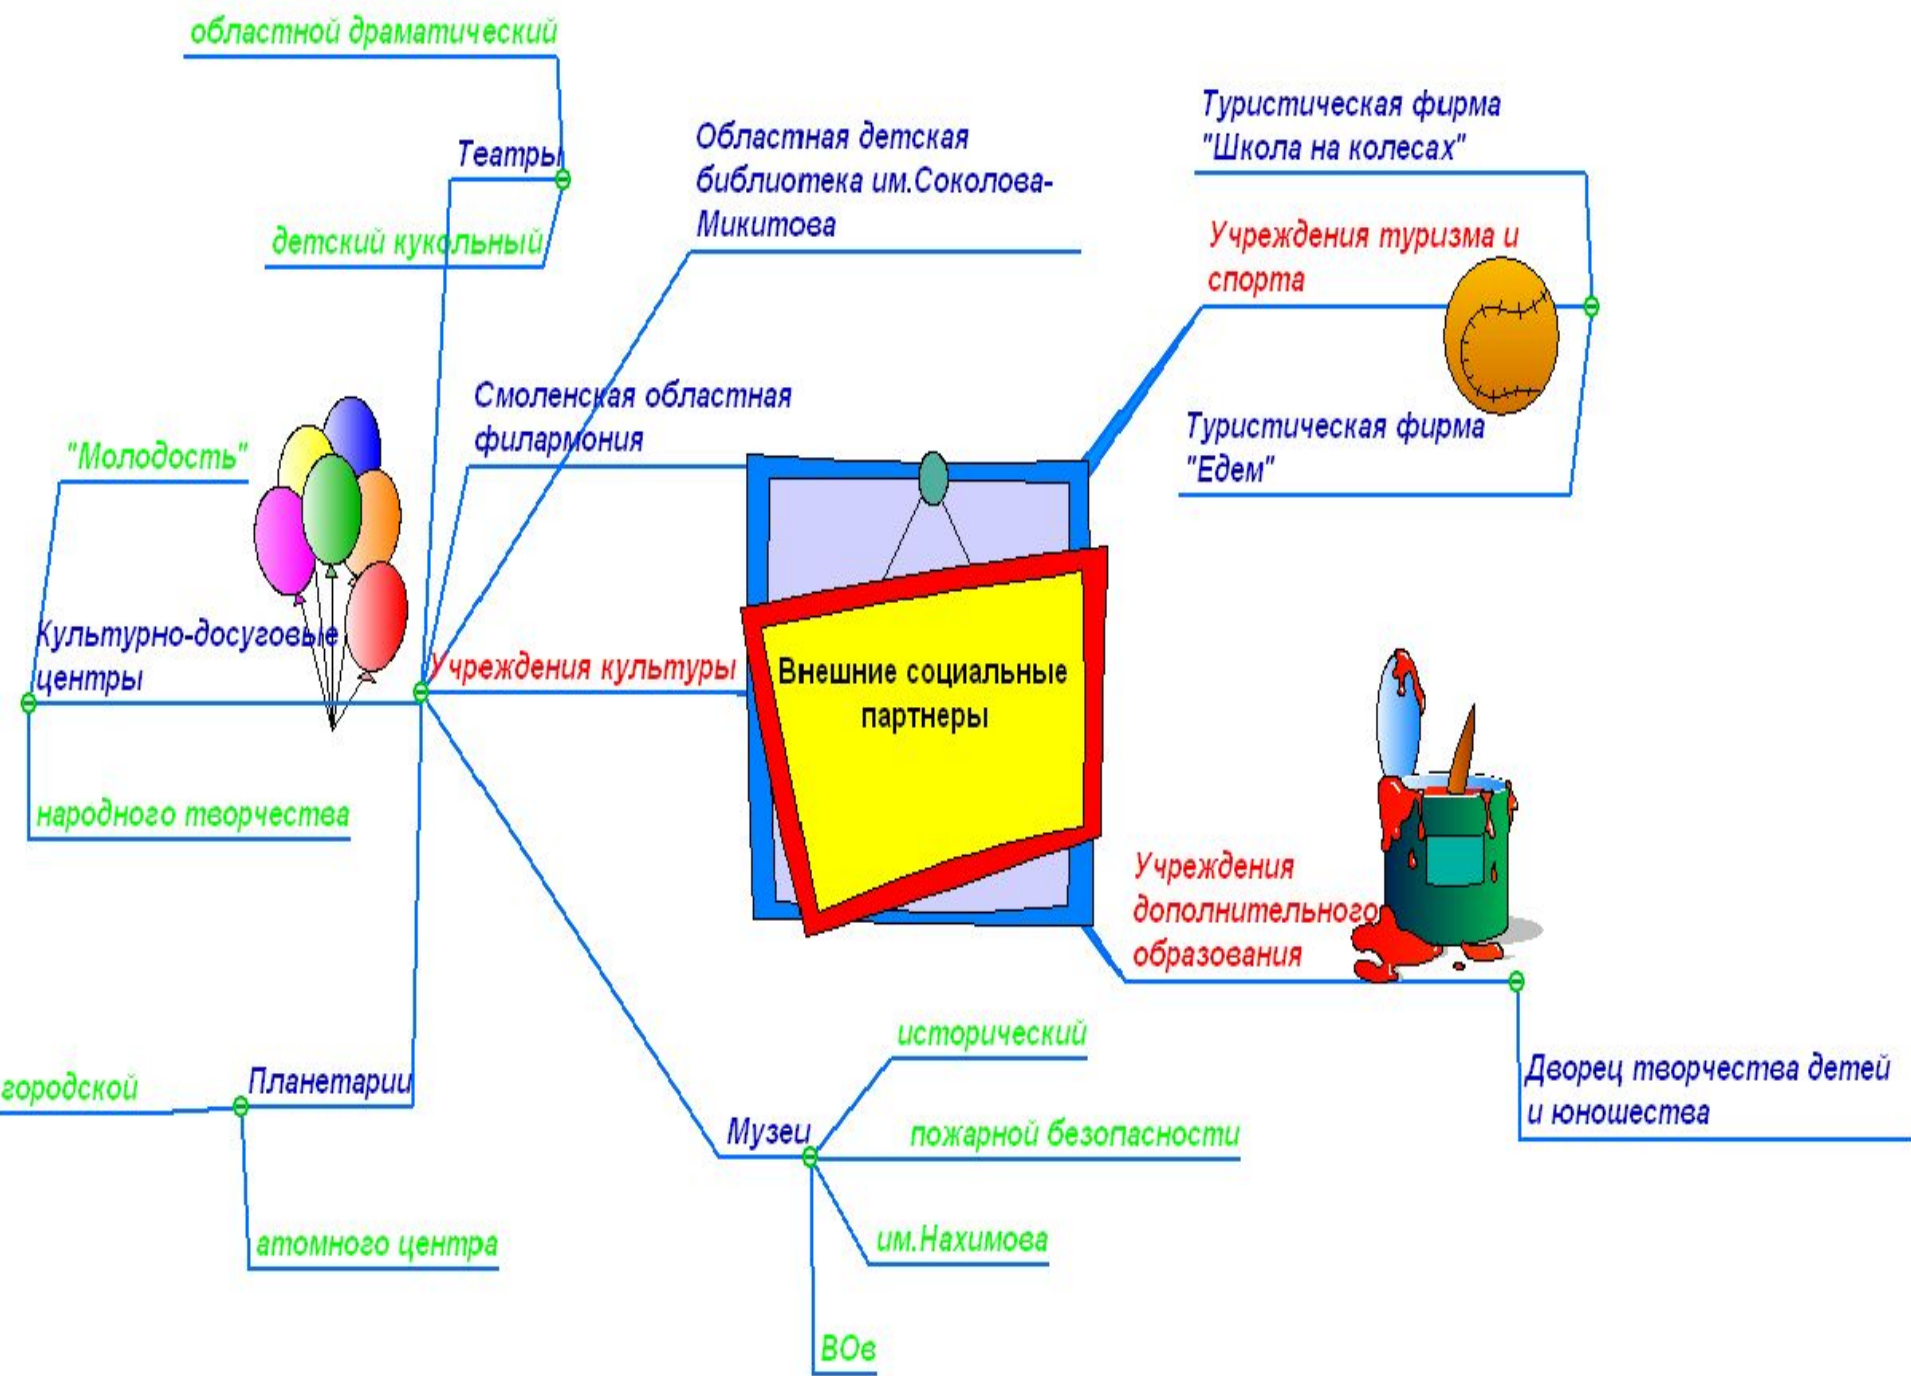 областной драматический
Театры
детский кукольный
Областная детская
библиотека им.Соколова-
Микитова
Туристическая фирма
"Школа на колесах"
Учреждения туризма и
спорта
Туристическая фирма
"Едем"
Смоленская областная
филармония
"Молодость"
Культурно-досуговые
центры
народного творчества
Учреждения культуры
Внешние социальные
партнеры
Учреждения
дополнительного
образования
Дворец творчества детей
и юношества
городской
Планетарии
атомного центра
Музеи
исторический
пожарной безопасности
им.Нахимова
ВОв